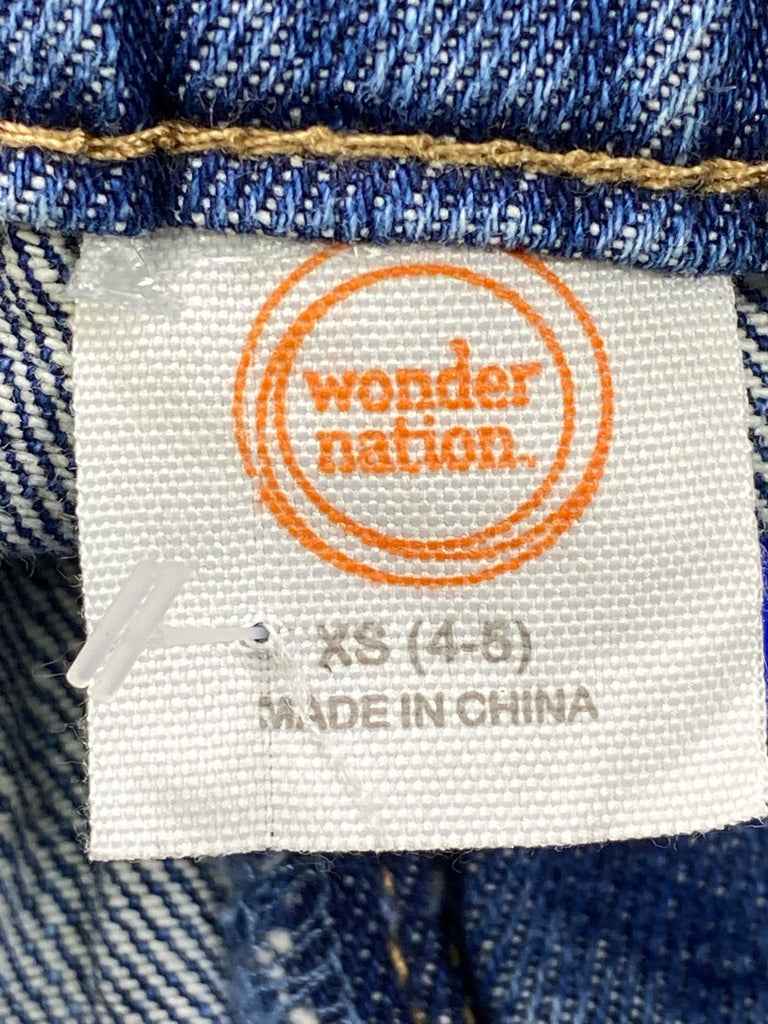 wonder
nation.
XS (4-5)
MADE IN CHINA